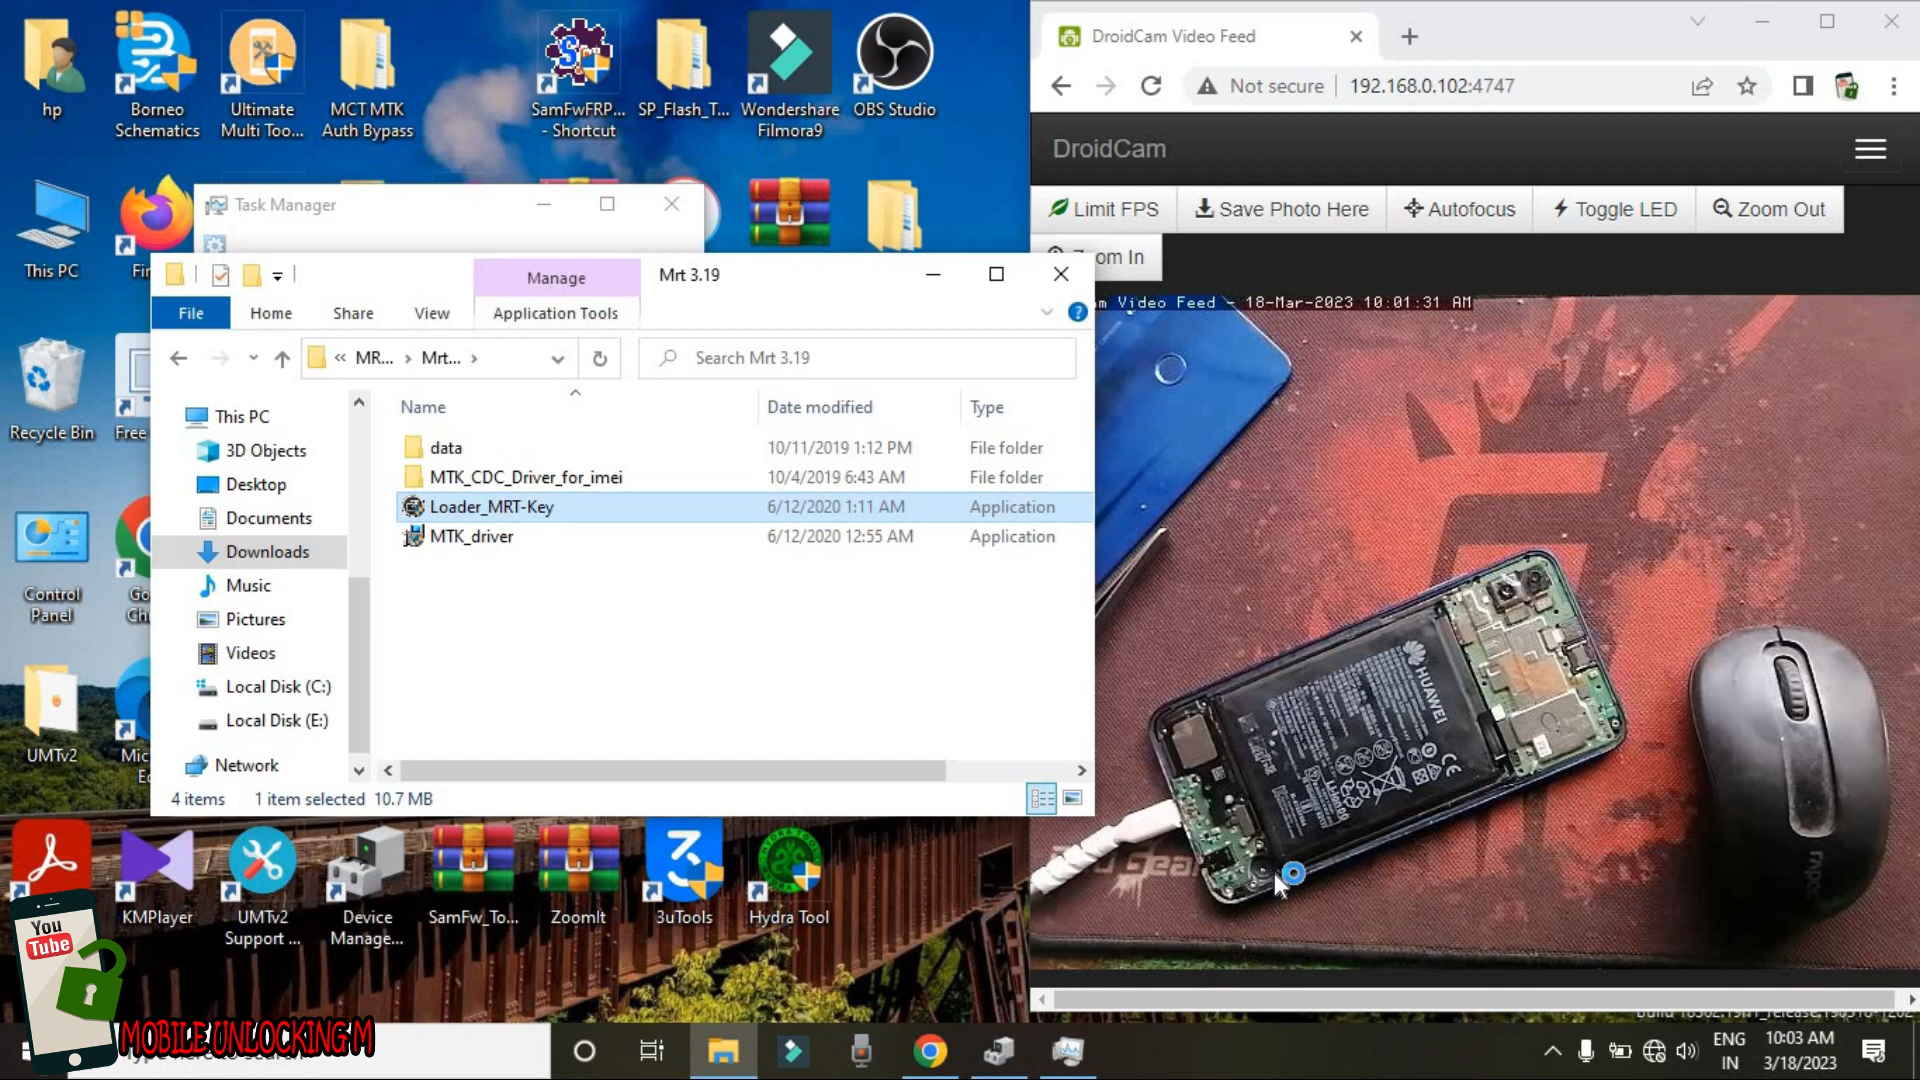 hp
Borneo
Schematics
Ultimate
Multi Too...
MCT MTK
Auth Bypass
SamFwFRP...
- Shortcut
SP_Flash_T...
Wondershare
Filmora9
OBS Studio
This PC
Recycle Bin
Free
Control
Panel
UMTv2
Task Manager
Manage
Mrt 3.19
File
Home
Share
View
Application Tools
« MR... > Mrt... >
Search Mrt 3.19
This PC
3D Objects
Desktop
Documents
Downloads
Music
Pictures
Videos
Local Disk (C:)
Local Disk (E:)
Network
Name
Date modified
Type
data
10/11/2019 1:12 PM
File folder
MTK_CDC_Driver_for_imei
10/4/2019 6:43 AM
File folder
Loader_MRT-Key
6/12/2020 1:11 AM
Application
MTK_driver
6/12/2020 12:55 AM
Application
4 items
1 item selected 10.7 MB
KMPlayer
UMTv2
Support ...
Device
Manage...
SamFw_To...
ZoomIt
3uTools
Hydra Tool
You
Tube
MOBILE UNLOCKING M
DroidCam Video Feed
Not secure
192.168.0.102:4747
DroidCam
Limit FPS
Save Photo Here
Autofocus
Toggle LED
Zoom Out
om In
m Video Feed - 18-Mar-2023 10:01:31 AM
HUAWEI
rapoo
ENG
IN
10:03 AM
3/18/2023